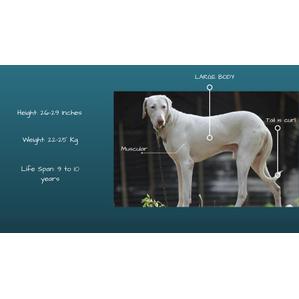 LARGE BODY
Height: 26-29 Inches
Tail is curl
Weight: 22-25 Kg
Muscular
Life Span: 9 to 10
years